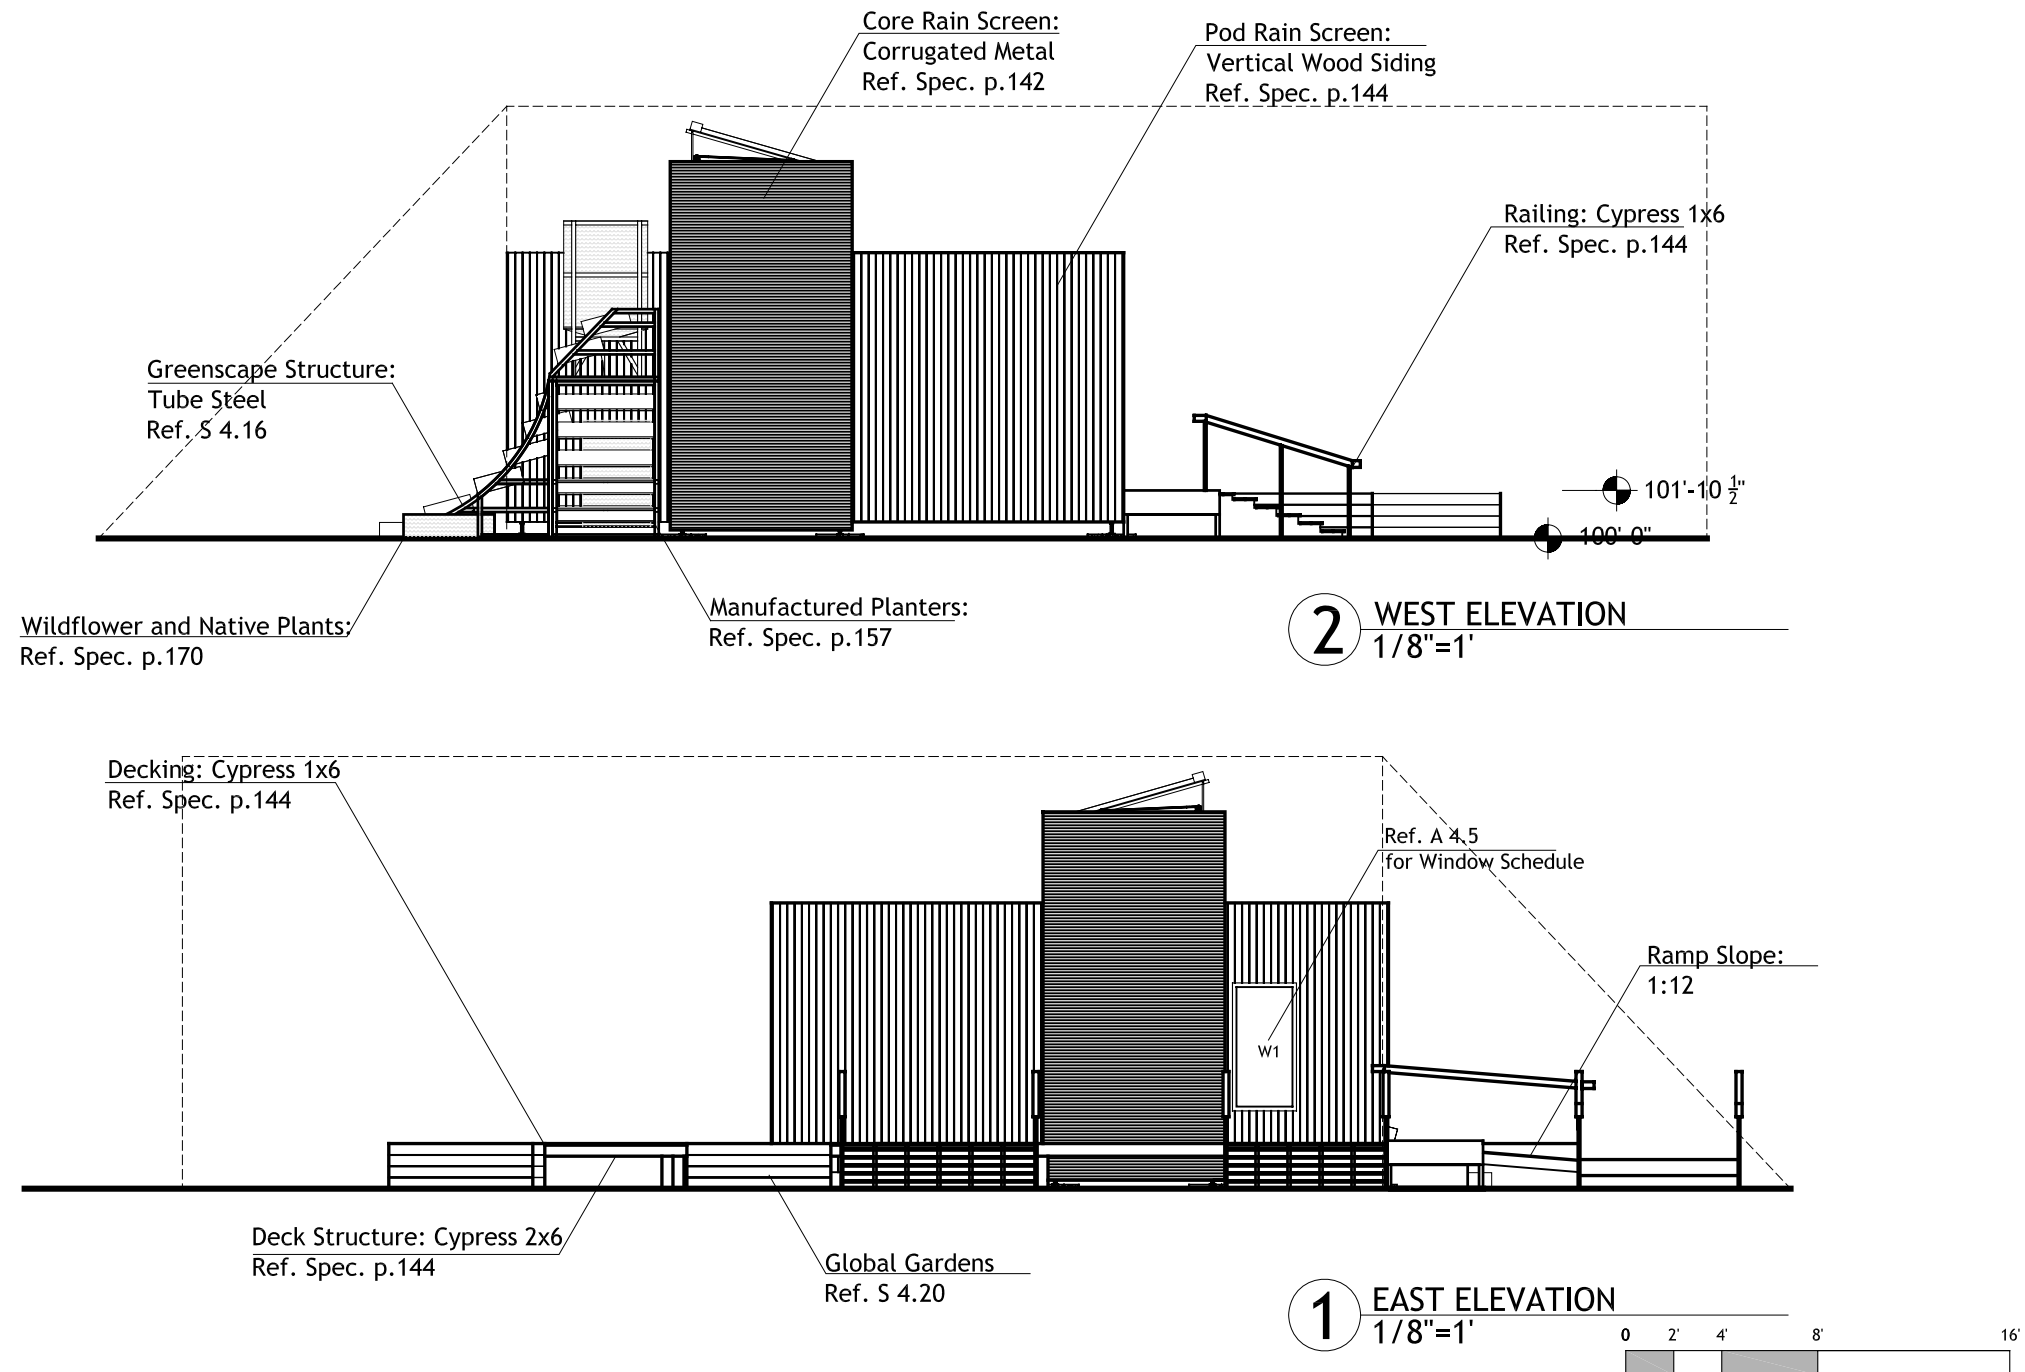 Core Rain Screen:
Corrugated Metal
Ref. Spec. p.142
Pod Rain Screen:
Vertical Wood Siding
Ref. Spec. p.144
Railing: Cypress 1x6
Ref. Spec. p.144
Greenscape Structure:
Tube Steel
Ref. S 4.16
101'-10 1/2"
100'-0"
Wildflower and Native Plants:
Ref. Spec. p.170
Manufactured Planters:
Ref. Spec. p.157
2
WEST ELEVATION
1/8"=1'
Decking: Cypress 1x6
Ref. Spec. p.144
Ref. A 4.5
for Window Schedule
Ramp Slope:
1:12
W1
Deck Structure: Cypress 2x6
Ref. Spec. p.144
Global Gardens
Ref. S 4.20
1
EAST ELEVATION
1/8"=1'
0 2' 4' 8' 16'